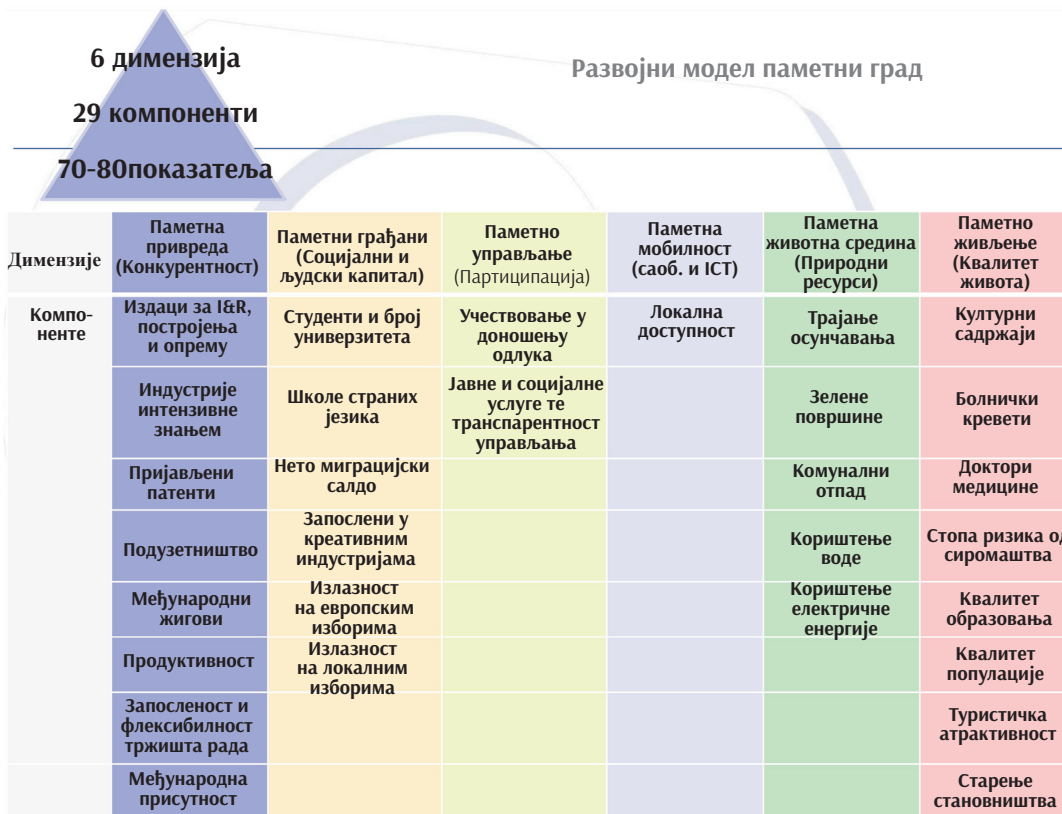 6 димензија
29 компоненти
70-80показатеља
Развојни модел паметни град
Димензије
Паметна
привреда
(Конкурентност)
Паметни грађани
(Социјални и
људски капитал)
Паметно
управљање
(Партиципација)
Паметна
мобилност
(саоб. и ICT)
Паметна
животна средина
(Природни
ресурси)
Паметно
живљење
(Квалитет
живота)
Компо-
ненте
Издаци за I&R,
постројења
и опрему
Студенти и број
универзитета
Учествовање у
доношењу
одлука
Локална
доступност
Трајање
осунчавања
Културни
садржаји
Индустрије
интензивне
знањем
Школе страних
језика
Јавне и социјалне
услуге те
транспарентност
управљања
Зелене
површине
Болнички
кревети
Пријављени
патенти
Нето миграцијски
салдо
Комунални
отпад
Доктори
медицине
Подузетништво
Запослени у
креативним
индустријама
Кориштење
воде
Стопа ризика од
сиромаштва
Међународни
жигови
Излазност
на европским
изборима
Кориштење
електричне
енергије
Квалитет
образовања
Продуктивност
Излазност
на локалним
изборима
Квалитет
популације
Запосленост и
флексибилност
тржишта рада
Туристичка
атрактивност
Међународна
присутност
Старење
становништва